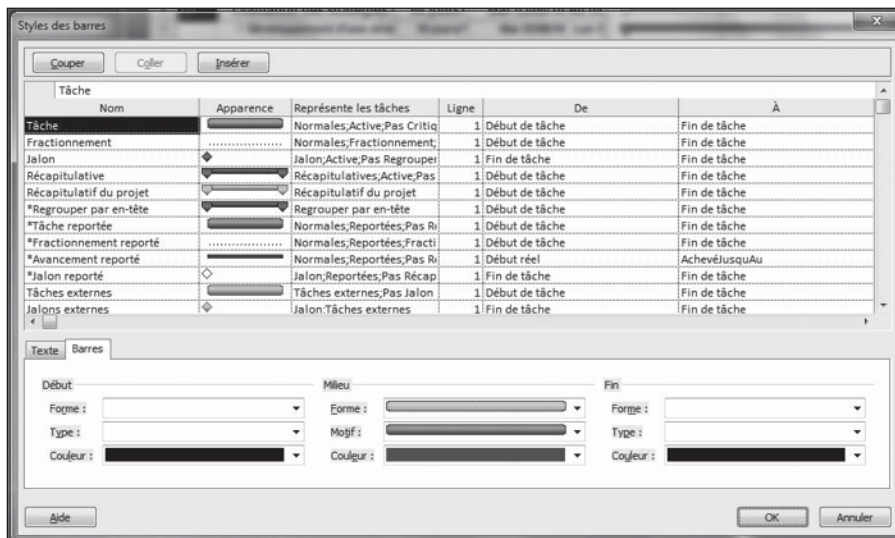 Styles des barres
Couper Coller Insérer
Tâche
Nom Apparence Représente les tâches Ligne De À
Tâche Normales;Active;Pas Critiq 1 Début de tâche Fin de tâche
Fractionnement Normales;Fractionnement; 1 Début de tâche Fin de tâche
Jalon Jalon;Active;Pas Regrouper 1 Fin de tâche Fin de tâche
Récapitulative Récapitulatives;Active;Pas 1 Début de tâche Fin de tâche
Récapitulatif du projet Récapitulatif du projet 1 Début de tâche Fin de tâche
*Regrouper par en-tête Regrouper par en-tête 1 Début de tâche Fin de tâche
*Tâche reportée Normales;Reportées;Pas R 1 Début de tâche Fin de tâche
*Fractionnement reporté Normales;Reportées;Fracti 1 Début de tâche Fin de tâche
*Avancement reporté Normales;Reportées;Pas R 1 Début réel AchevéJusquAu
*Jalon reporté Jalon;Reportées;Pas Récap 1 Fin de tâche Fin de tâche
Tâches externes Tâches externes;Pas Jalon 1 Début de tâche Fin de tâche
Jalons externes Jalon;Tâches externes 1 Fin de tâche Fin de tâche
Texte Barres
Début Milieu Fin
Forme : Forme : Forme :
Type : Motif : Type :
Couleur : Couleur : Couleur :
Aide OK Annuler